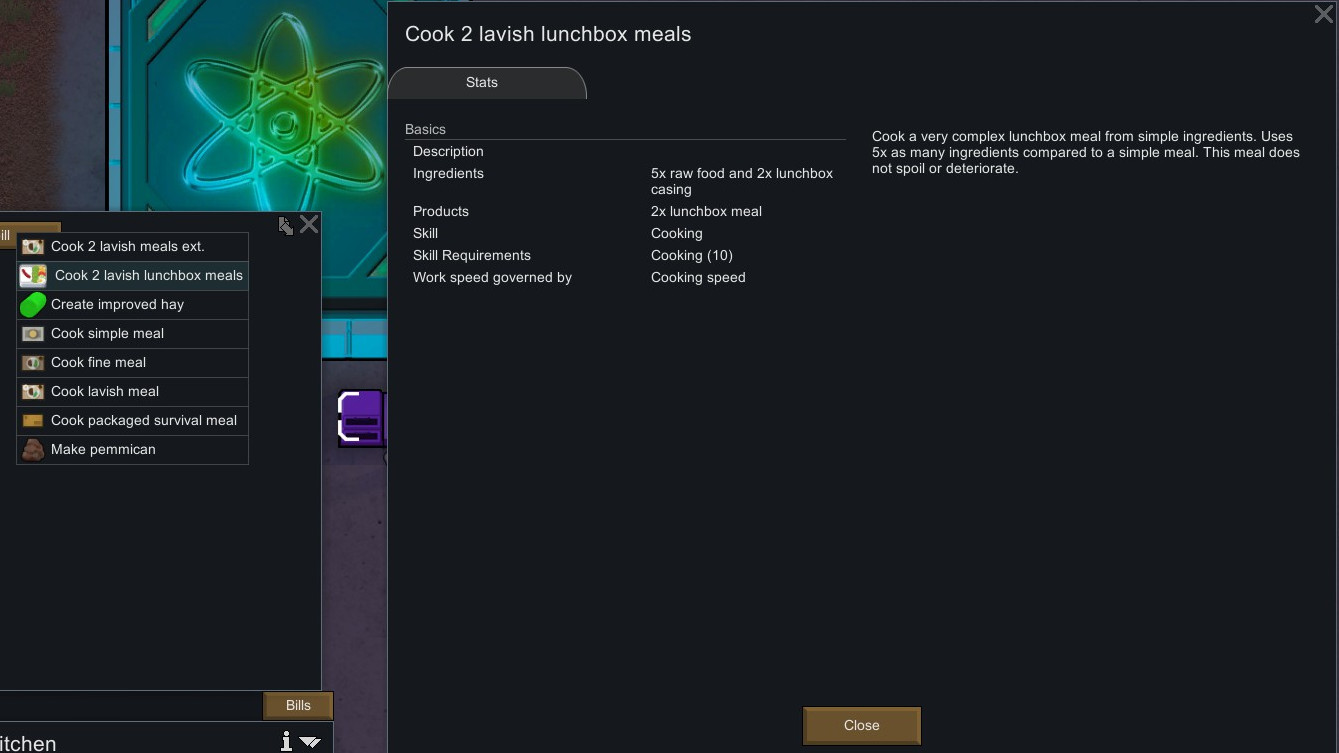 Cook 2 lavish lunchbox meals
Stats
Basics
Description
Ingredients
5x raw food and 2x lunchbox
casing
Products
2x lunchbox meal
Skill
Cooking
Skill Requirements
Cooking (10)
Work speed governed by
Cooking speed
Cook a very complex lunchbox meal from simple ingredients. Uses
5x as many ingredients compared to a simple meal. This meal does
not spoil or deteriorate.
ill
Cook 2 lavish meals ext.
Cook 2 lavish lunchbox meals
Create improved hay
Cook simple meal
Cook fine meal
Cook lavish meal
Cook packaged survival meal
Make pemmican
Bills
itchen
Close